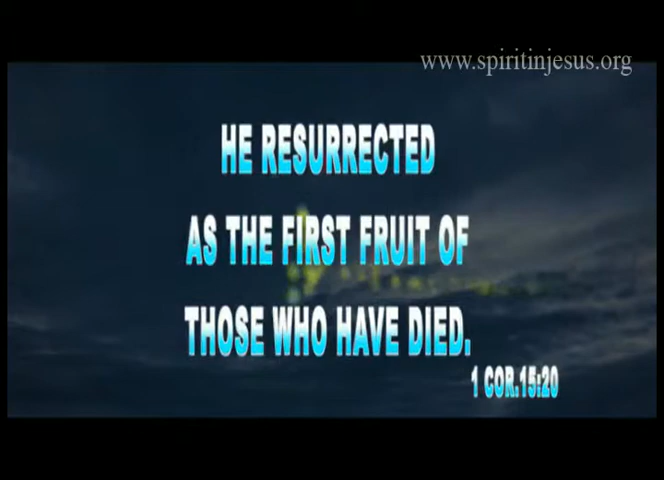 www.spiritinjesus.org
HE RESURRECTED
AS THE FIRST FRUIT OF
THOSE WHO HAVE DIED.
1 COR.15:20